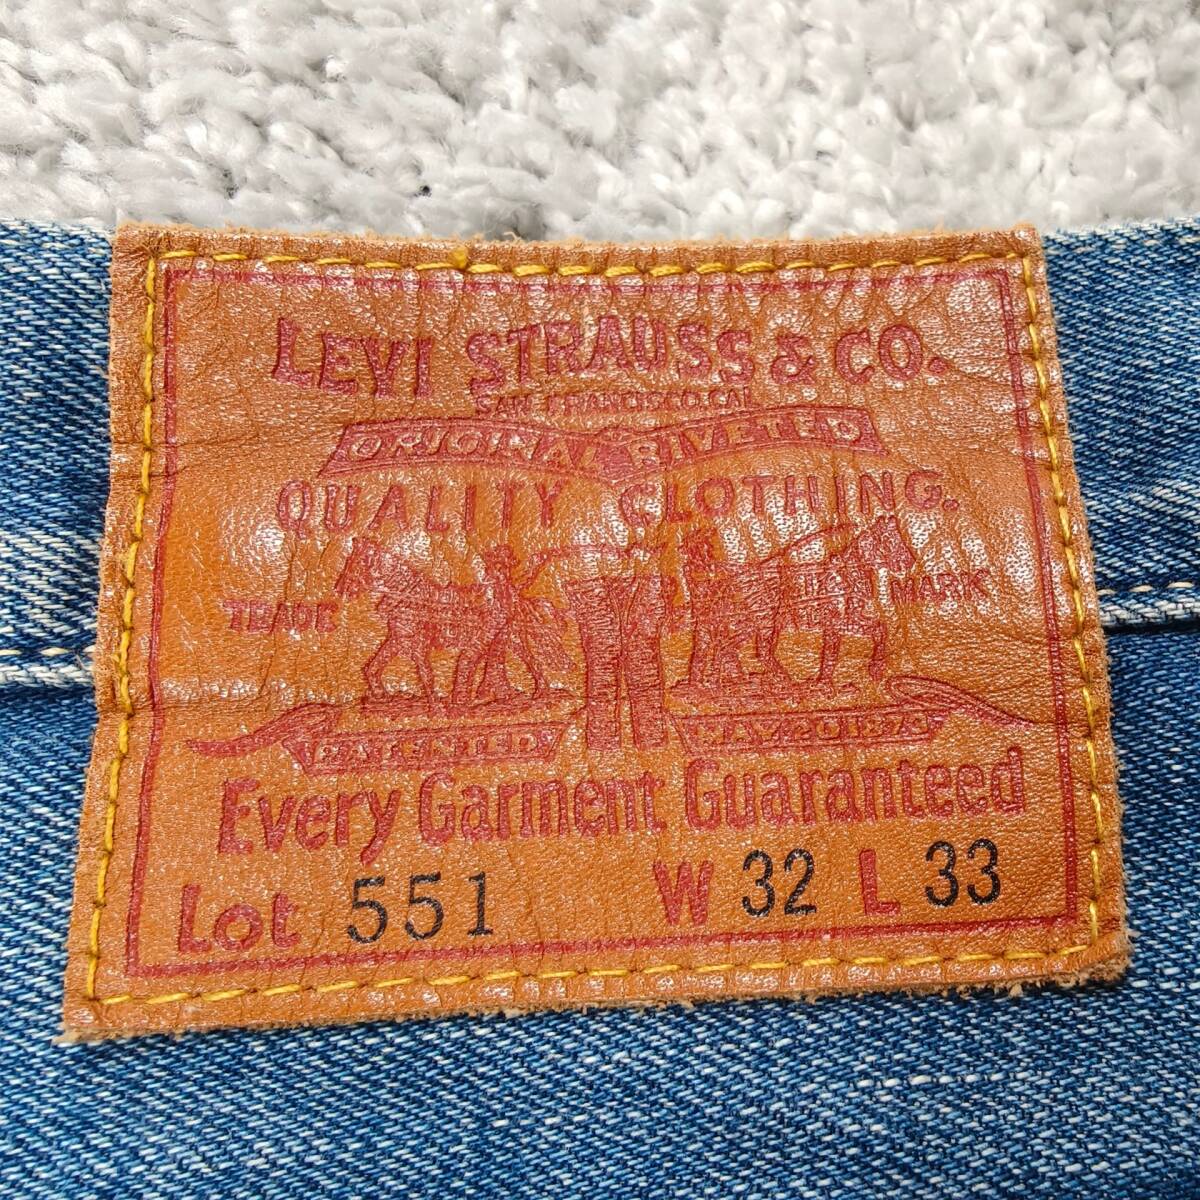 LEVI STRAUSS & CO.
SAN FRANCISCO, CAL.
ORIGINAL RIVETED
QUALITY CLOTHING.
TRADE MARK
PATENTED MAY 20 1873
Every Garment Guaranteed
Lot 551 W 32 L 33